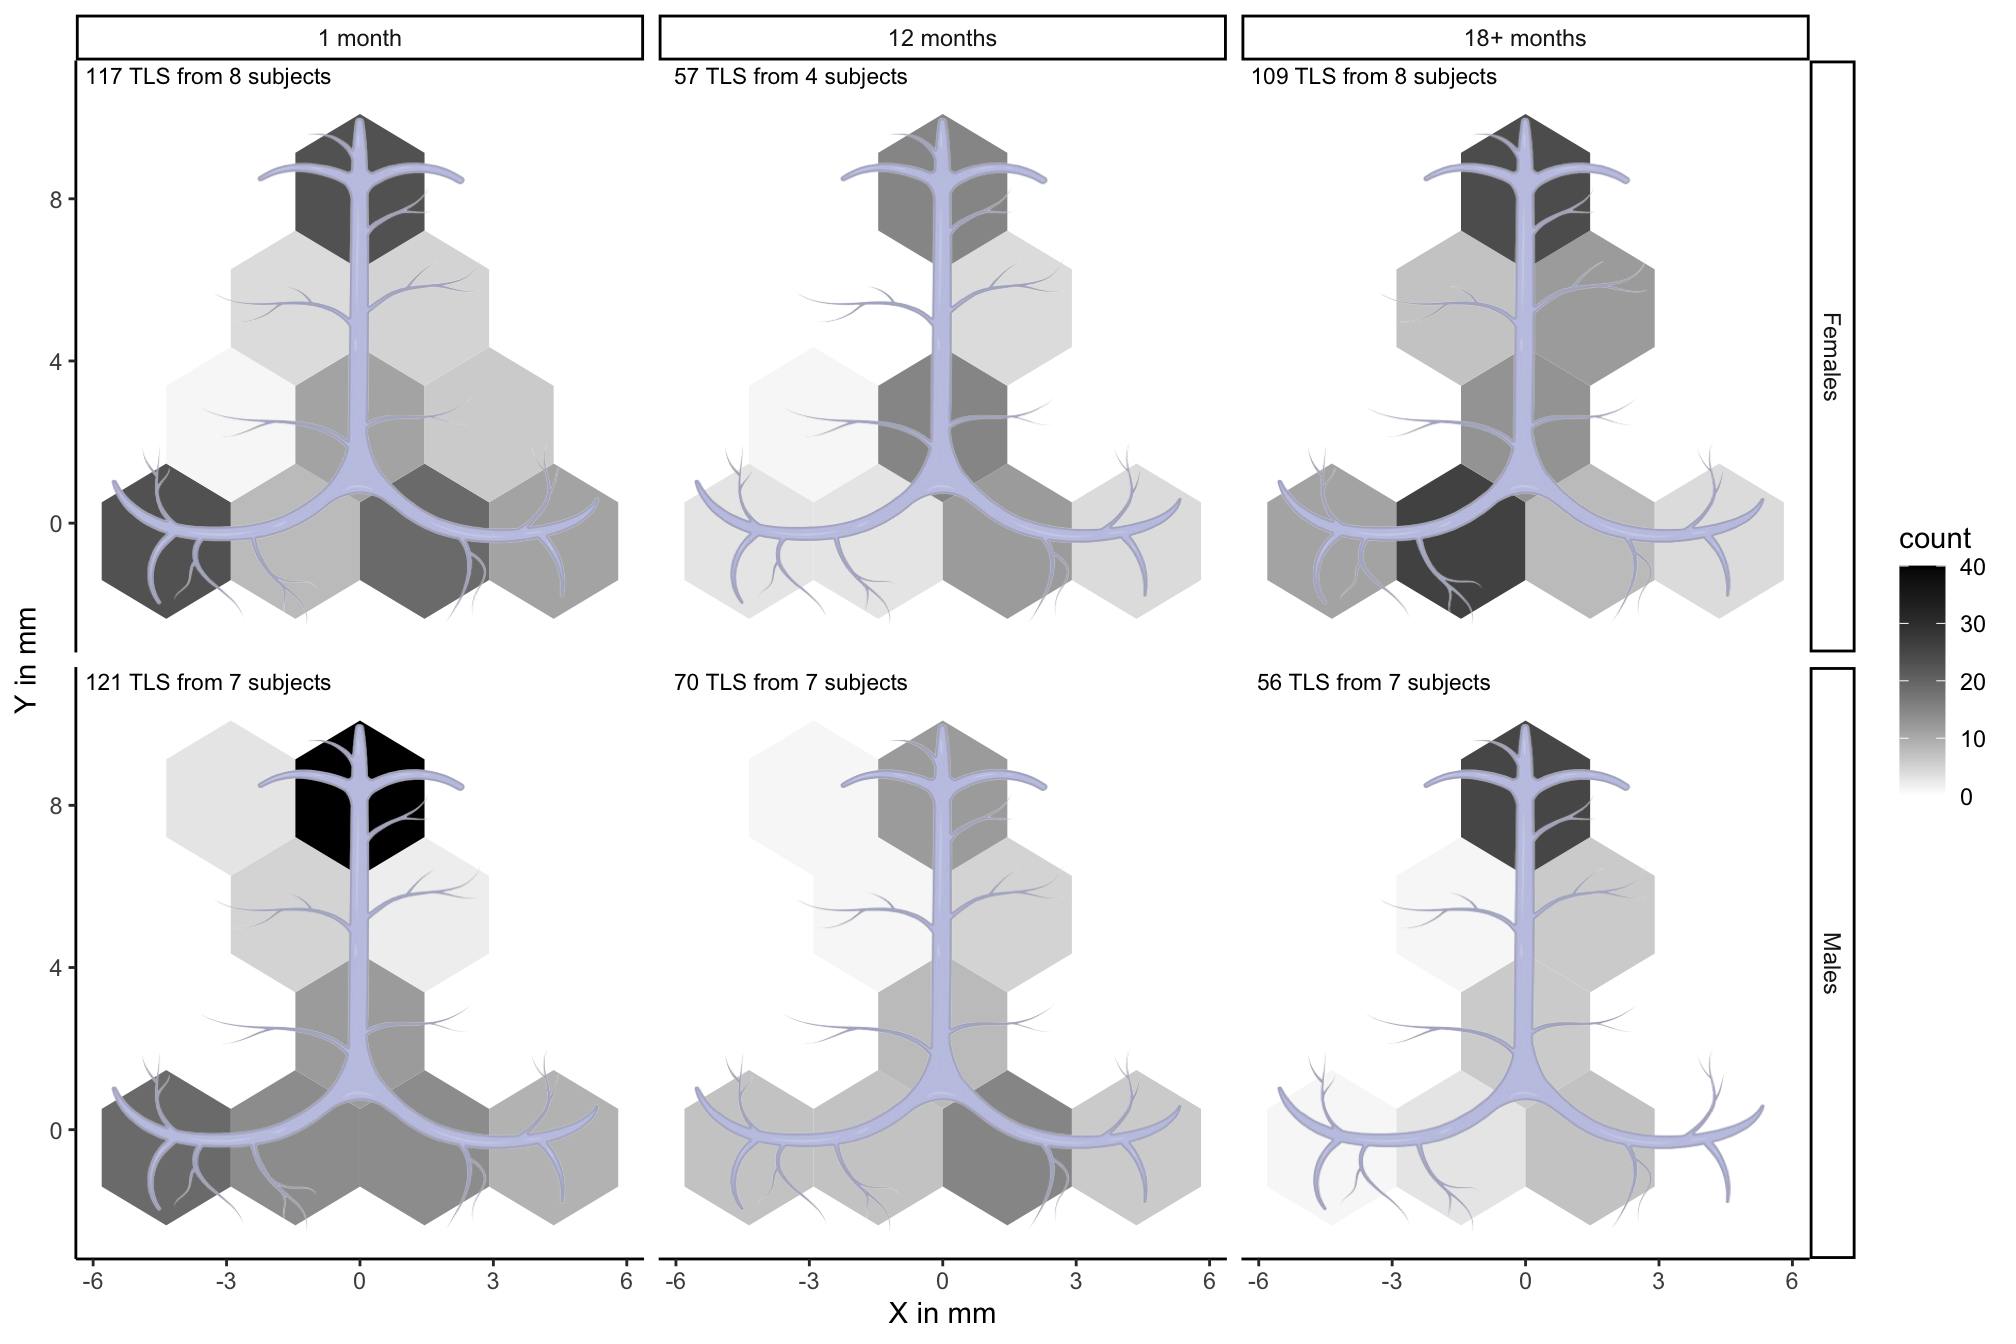 1 month
12 months
18+ months
117 TLS from 8 subjects
57 TLS from 4 subjects
109 TLS from 8 subjects
Females
8
4
0
121 TLS from 7 subjects
70 TLS from 7 subjects
56 TLS from 7 subjects
Males
8
4
0
Y in mm
-6 -3 0 3 6
-6 -3 0 3 6
-6 -3 0 3 6
X in mm
count
40
30
20
10
0